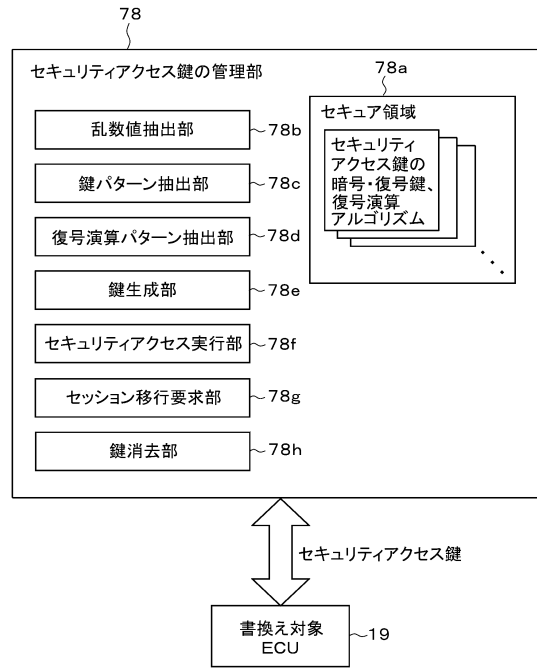 78
セキュリティアクセス鍵の管理部
78a
セキュア領域
セキュリティ
アクセス鍵の
暗号・復号鍵、
復号演算
アルゴリズム
乱数値抽出部
78b
鍵パターン抽出部
78c
復号演算パターン抽出部
78d
鍵生成部
78e
セキュリティアクセス実行部
78f
セッション移行要求部
78g
鍵消去部
78h
セキュリティアクセス鍵
書換え対象
ECU
19